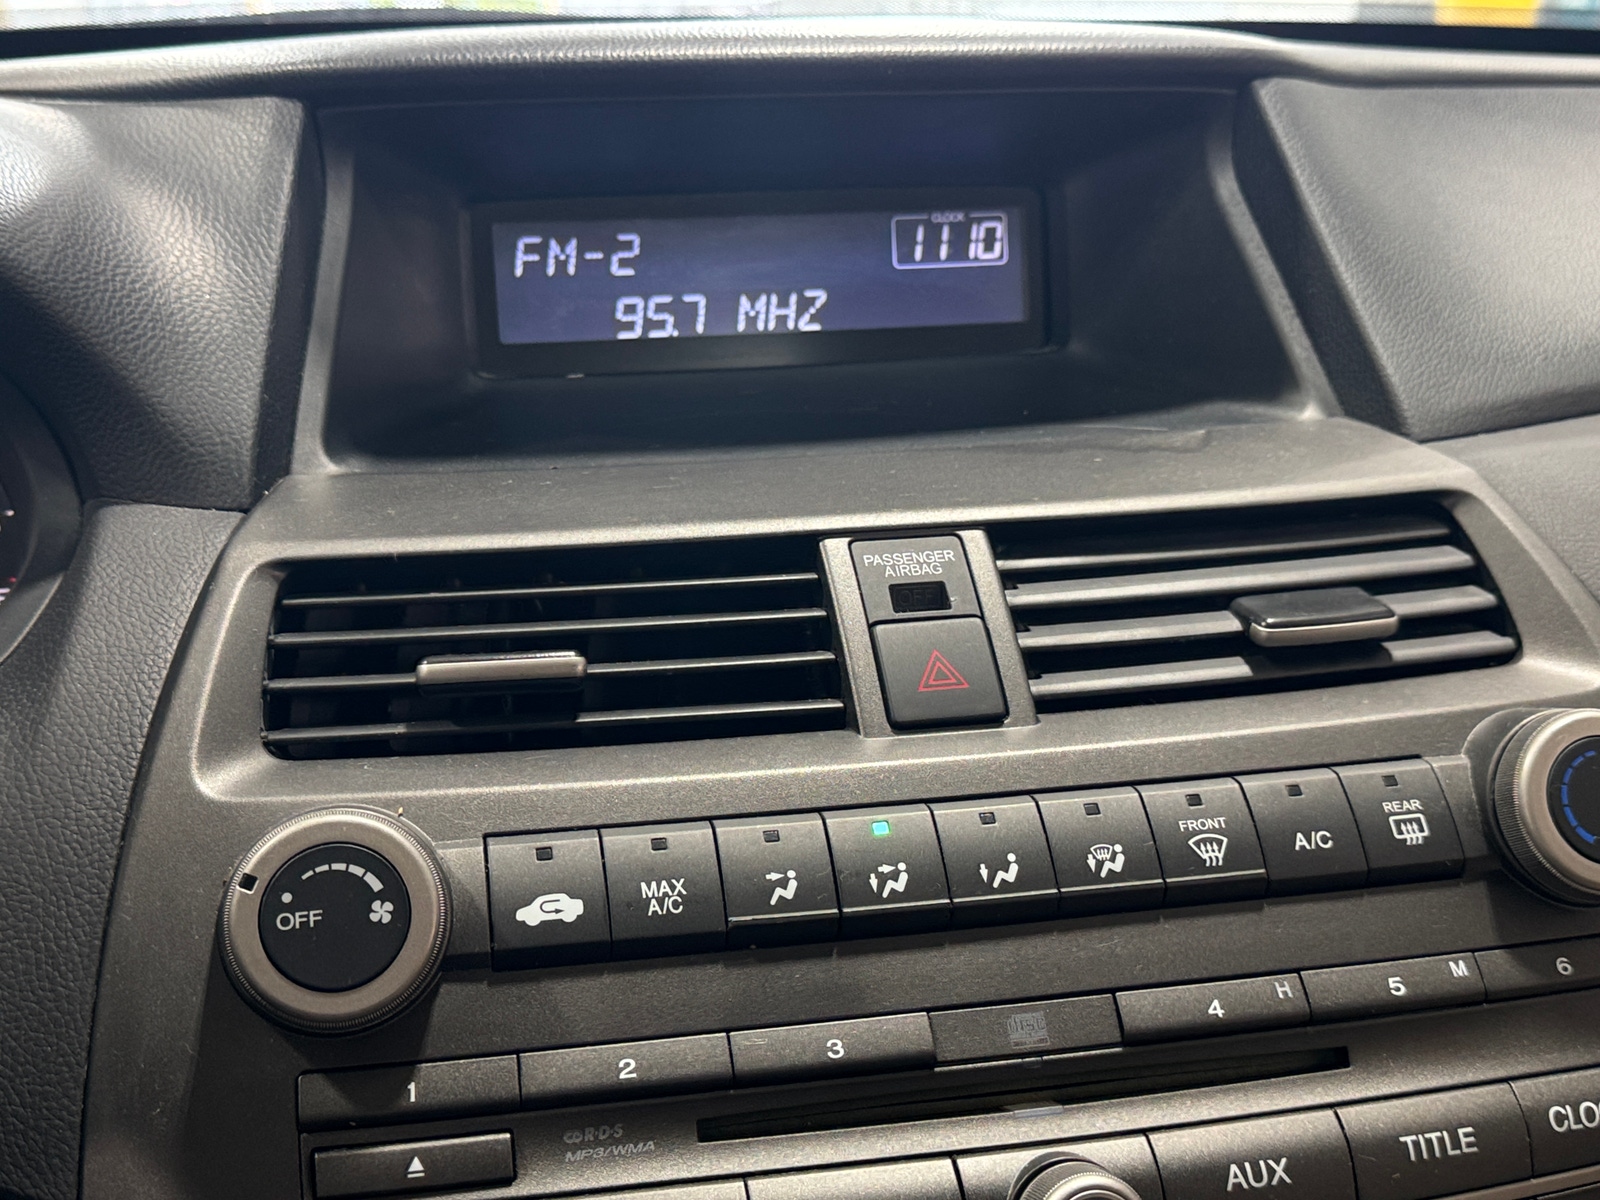 CLOCK
FM-2 11 10
95.7 MHZ
PASSENGER
AIRBAG
OFF
OFF
MAX
A/C
FRONT
A/C
REAR
1 2 3 DISC 4 H 5 M 6
R·D·S
MP3/WMA
AUX TITLE